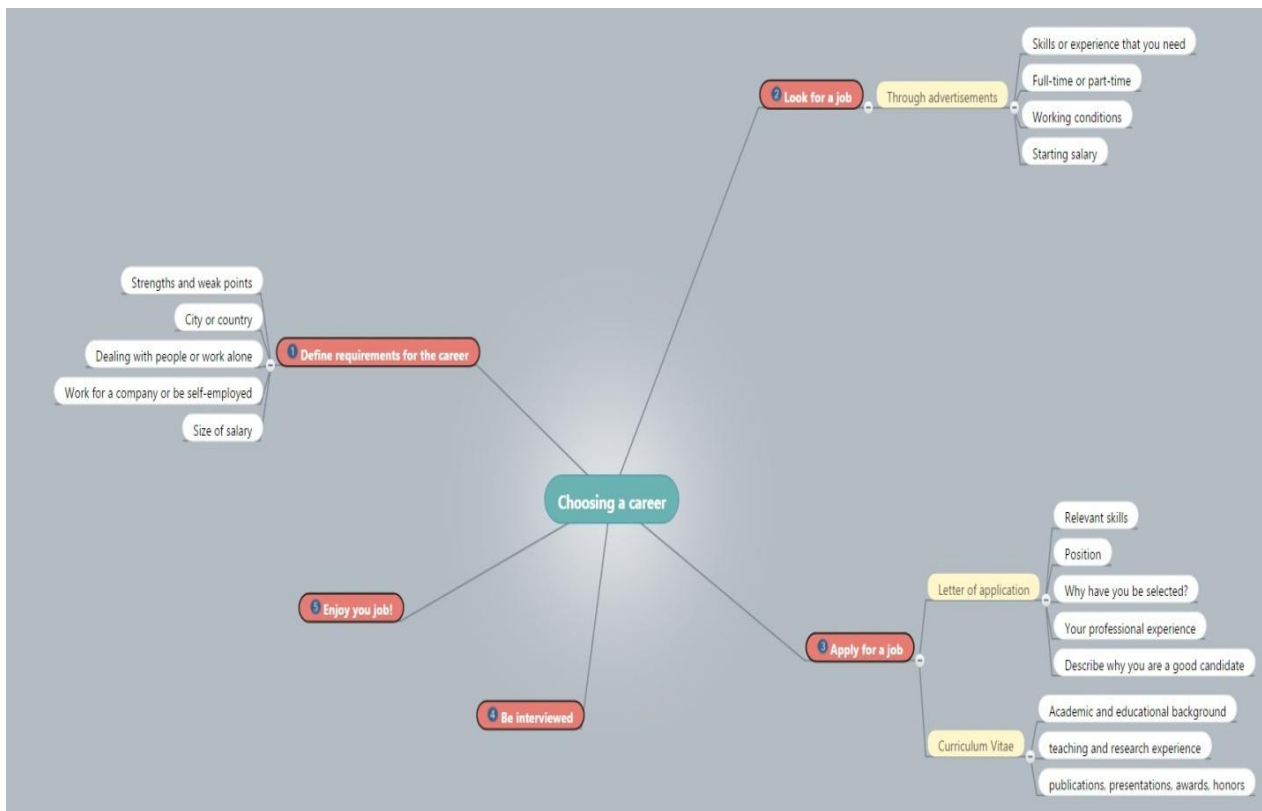 Choosing a career
1 Define requirements for the career
Strengths and weak points
City or country
Dealing with people or work alone
Work for a company or be self-employed
Size of salary
2 Look for a job
Through advertisements
Skills or experience that you need
Full-time or part-time
Working conditions
Starting salary
3 Apply for a job
Letter of application
Relevant skills
Position
Why have you be selected?
Your professional experience
Describe why you are a good candidate
Curriculum Vitae
Academic and educational background
teaching and research experience
publications, presentations, awards, honors
4 Be interviewed
5 Enjoy you job!